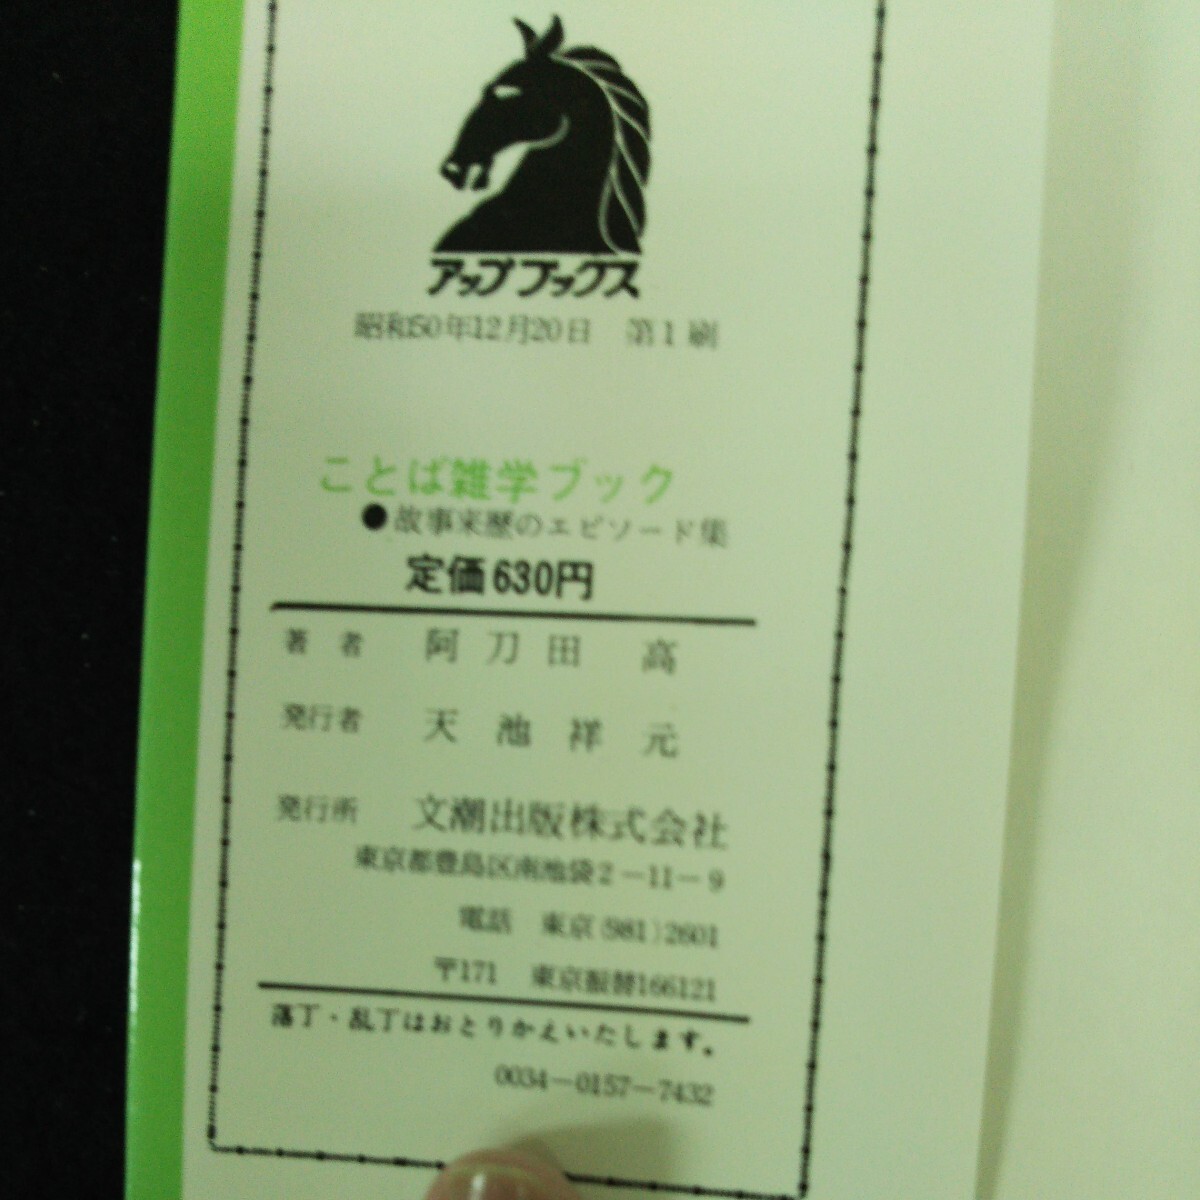 アップブックス
昭和50年12月20日　第1刷
ことば雑学ブック
●故事来歴のエピソード集
定価630円
著者　阿刀田　高
発行者　天池祥元
発行所　文潮出版株式会社
東京都豊島区南池袋2－11－9
電話　東京(981)2601
〒171　東京振替166121
落丁・乱丁はおとりかえいたします。
0034－0157－7432